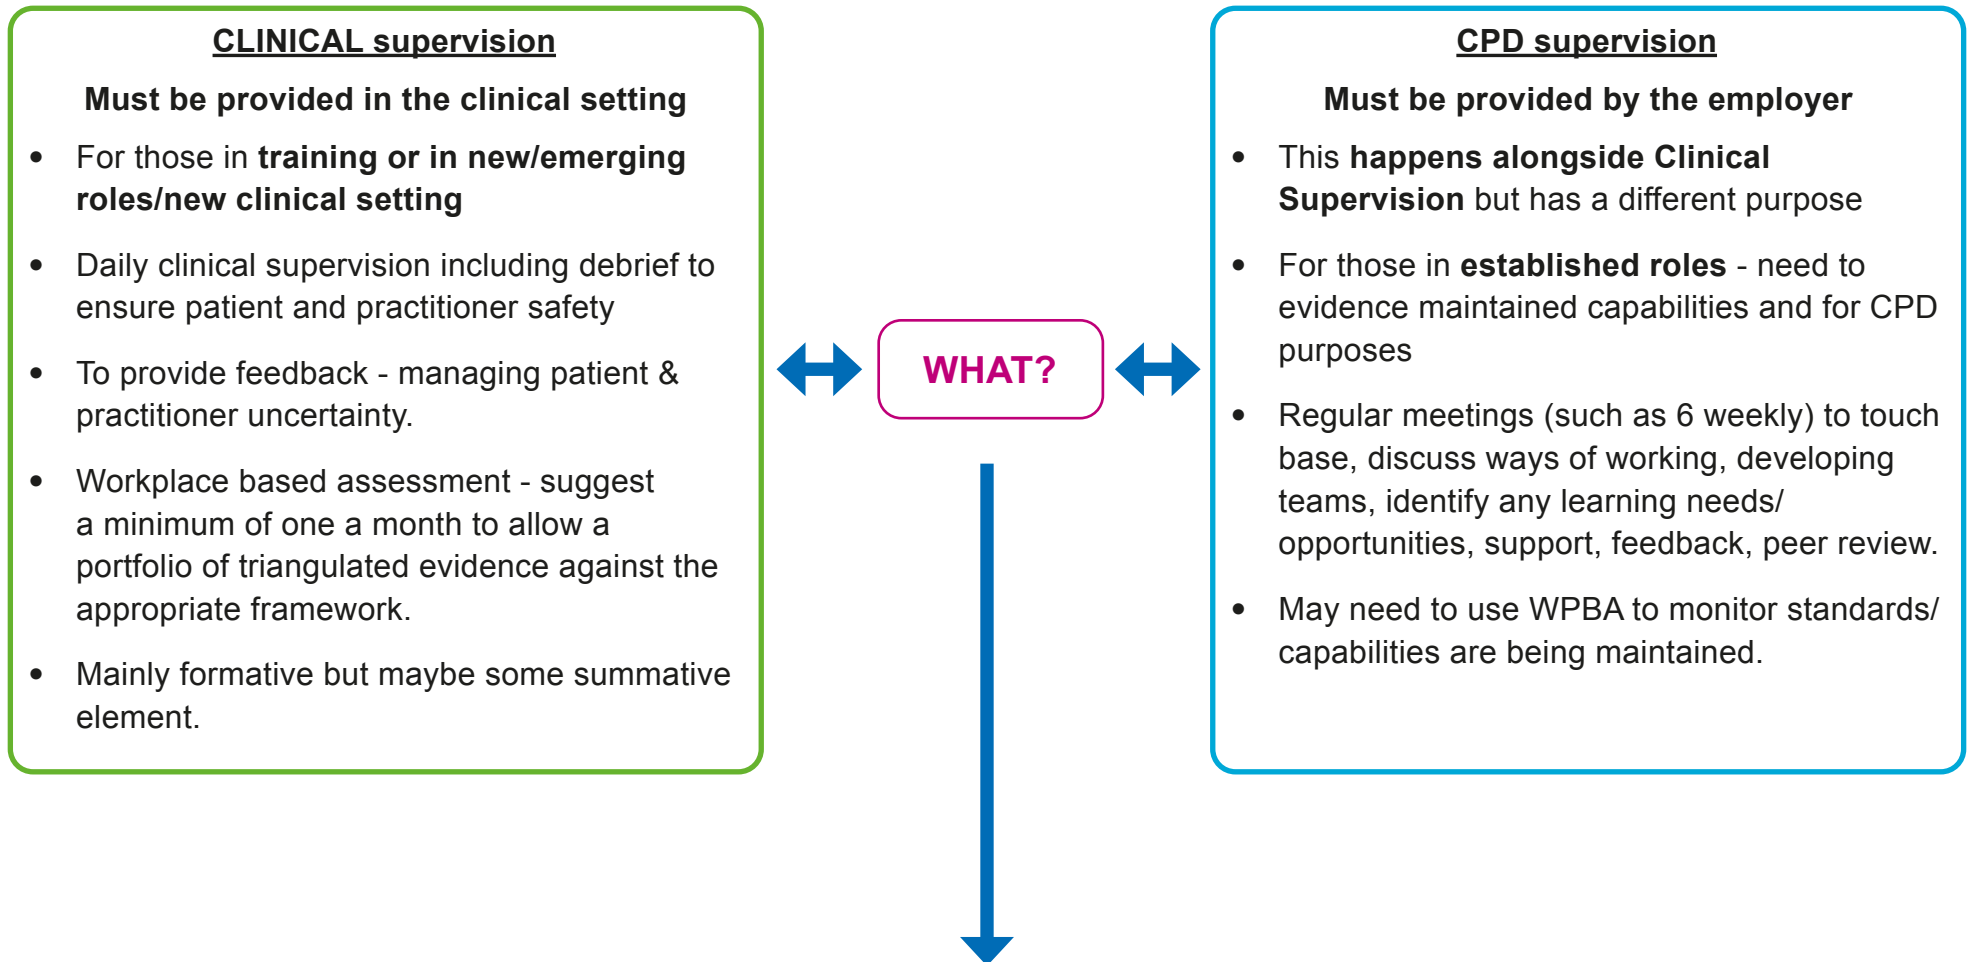 CLINICAL supervision
Must be provided in the clinical setting
• For those in training or in new/emerging
roles/new clinical setting
• Daily clinical supervision including debrief to
ensure patient and practitioner safety
• To provide feedback - managing patient &
practitioner uncertainty.
• Workplace based assessment - suggest
a minimum of one a month to allow a
portfolio of triangulated evidence against the
appropriate framework.
• Mainly formative but maybe some summative
element.
WHAT?
CPD supervision
Must be provided by the employer
• This happens alongside Clinical
Supervision but has a different purpose
• For those in established roles - need to
evidence maintained capabilities and for CPD
purposes
• Regular meetings (such as 6 weekly) to touch
base, discuss ways of working, developing
teams, identify any learning needs/
opportunities, support, feedback, peer review.
• May need to use WPBA to monitor standards/
capabilities are being maintained.